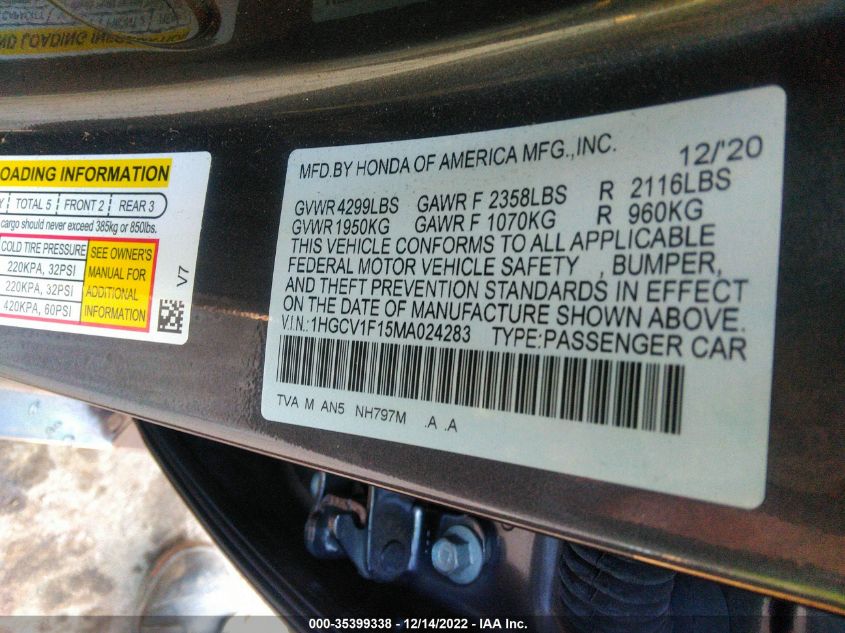 AND LOADING INFORMATION
LOADING INFORMATION
TOTAL 5 FRONT 2 REAR 3
cargo should never exceed 385kg or 850lbs.
COLD TIRE PRESSURE
220KPA, 32PSI
220KPA, 32PSI
420KPA, 60PSI
SEE OWNER'S
MANUAL FOR
ADDITIONAL
INFORMATION
V7
MFD.BY HONDA OF AMERICA MFG.,INC. 12/'20
GVWR 4299LBS GAWR F 2358LBS R 2116LBS
GVWR 1950KG GAWR F 1070KG R 960KG
THIS VEHICLE CONFORMS TO ALL APPLICABLE
FEDERAL MOTOR VEHICLE SAFETY , BUMPER,
AND THEFT PREVENTION STANDARDS IN EFFECT
ON THE DATE OF MANUFACTURE SHOWN ABOVE.
V.I.N.:1HGCV1F15MA024283 TYPE:PASSENGER CAR
TVA M AN5 NH797M .A .A
000-35399338 - 12/14/2022 - IAA Inc.